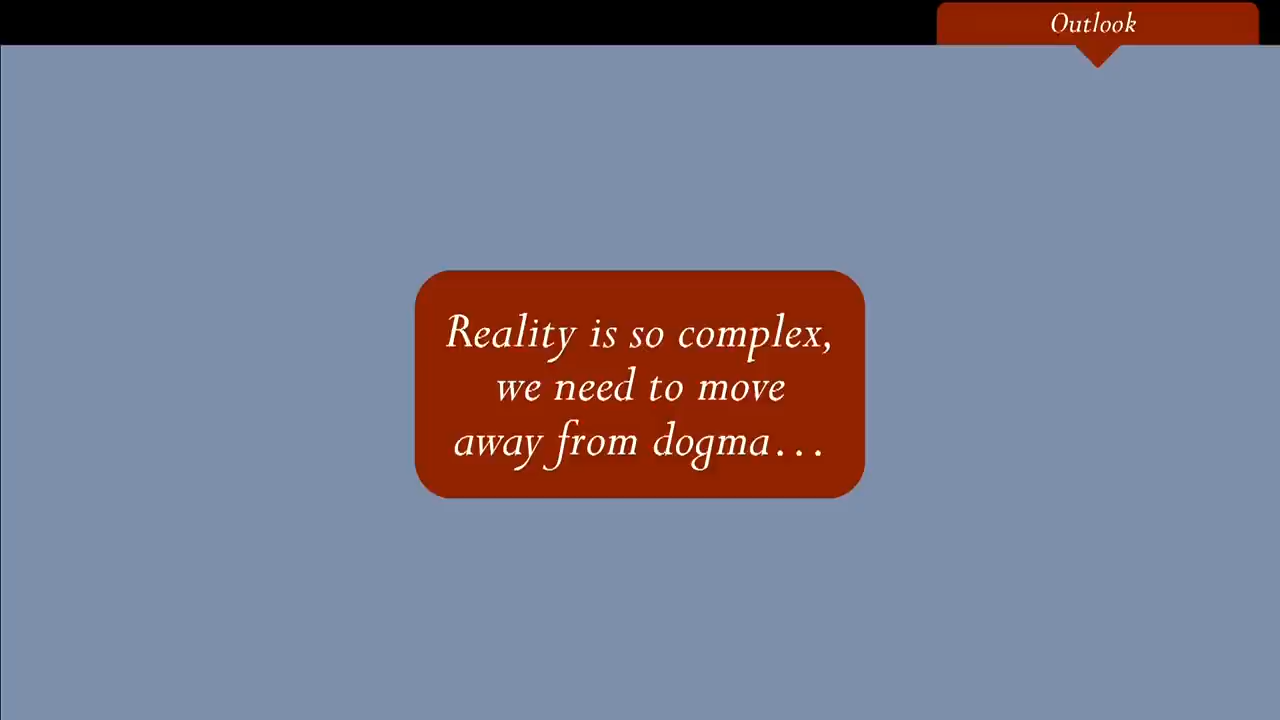 Outlook
Reality is so complex,
we need to move
away from dogma…